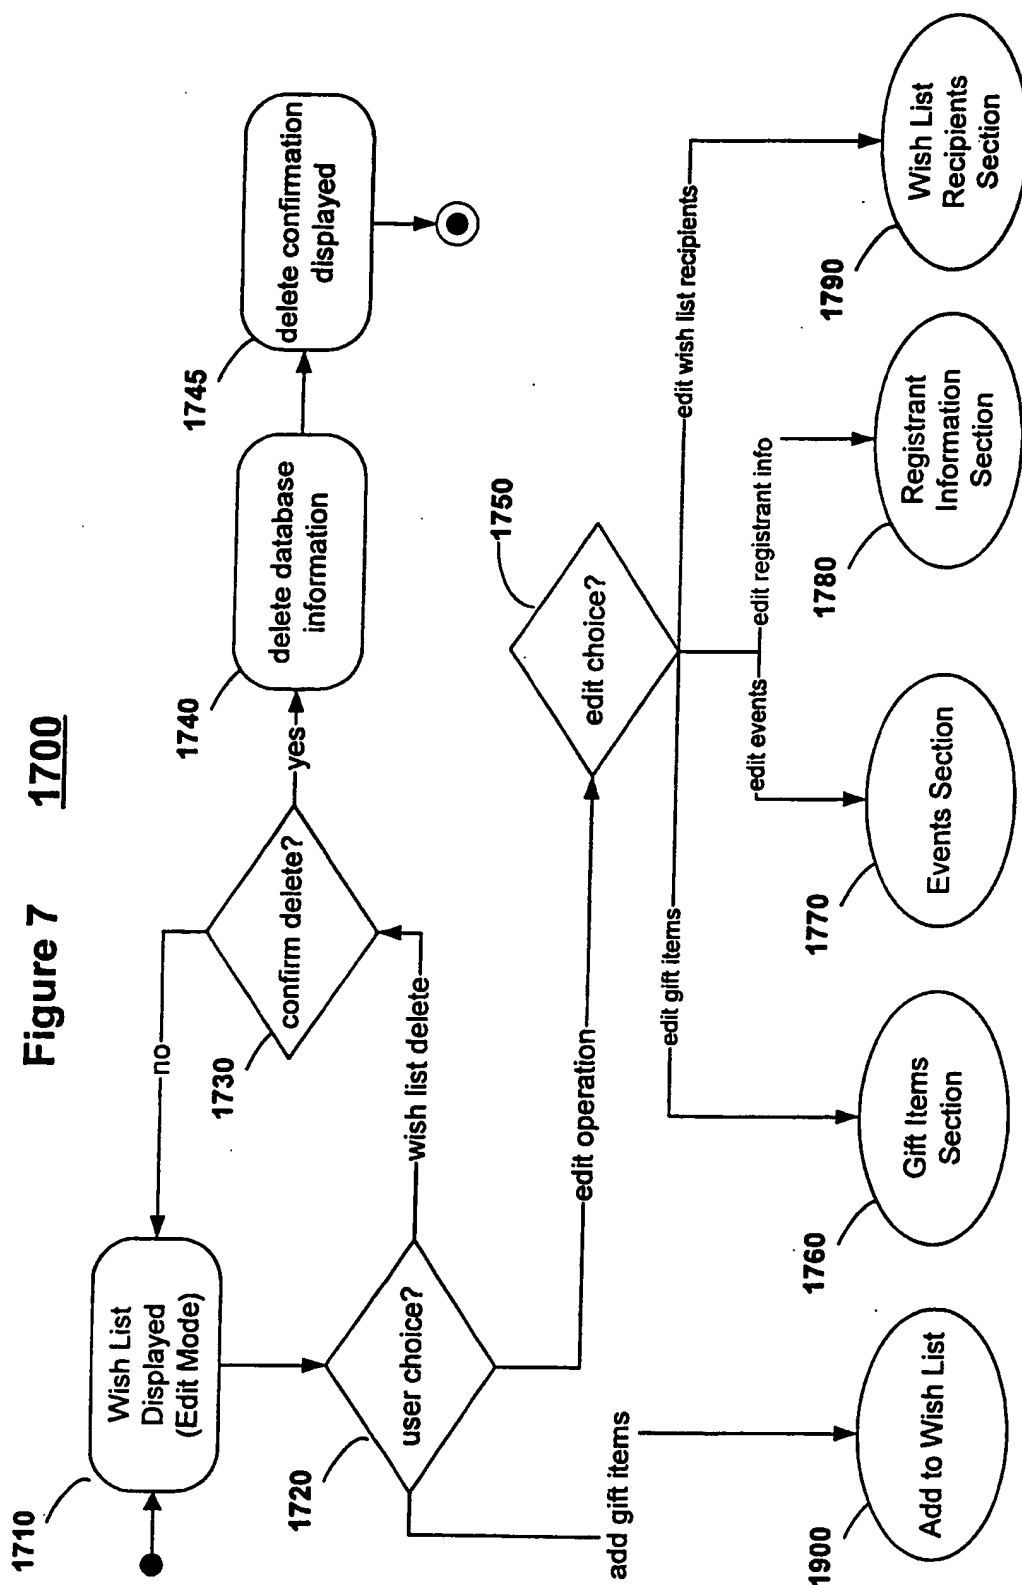 Figure 7
1700
1710
Wish List
Displayed
(Edit Mode)
no
1720
user choice?
wish list delete
1730
confirm delete?
yes
1740
delete database
information
1745
delete confirmation
displayed
edit operation
1750
edit choice?
add gift items
edit gift items
edit events
edit registrant info
edit wish list recipients
1900
Add to Wish List
1760
Gift Items
Section
1770
Events Section
1780
Registrant
Information
Section
1790
Wish List
Recipients
Section